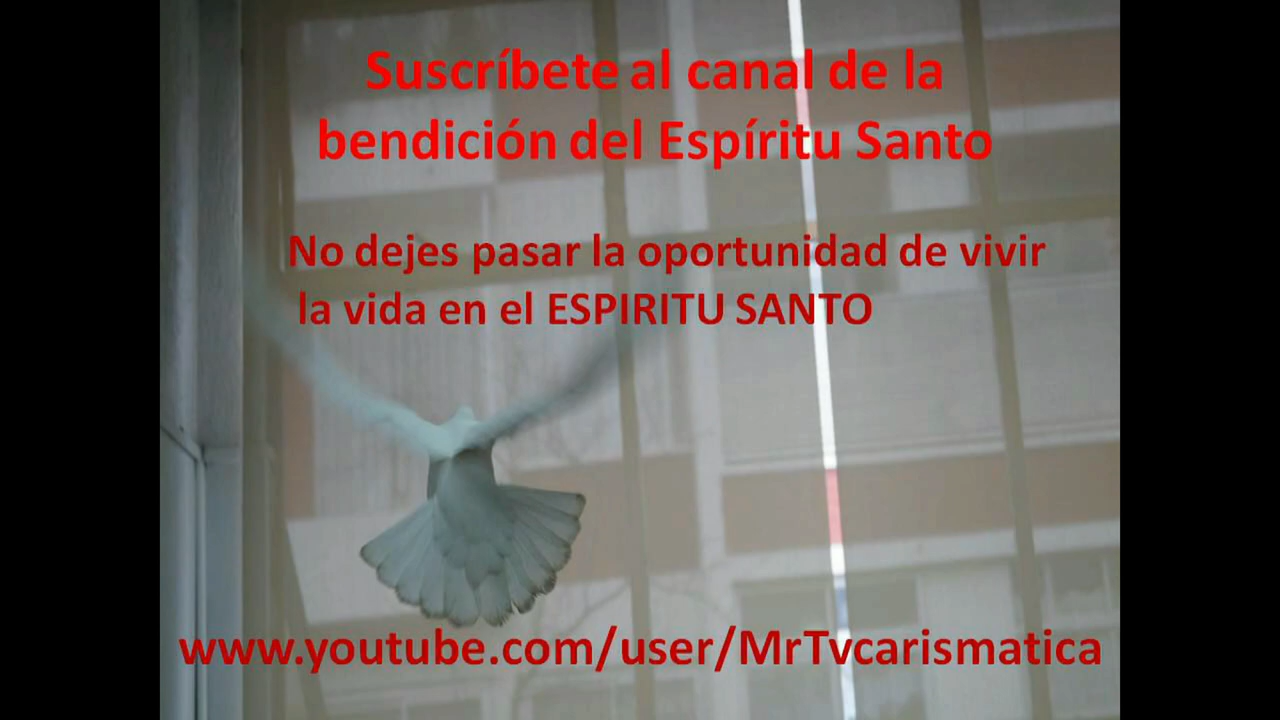 Suscríbete al canal de la
bendición del Espíritu Santo
No dejes pasar la oportunidad de vivir
la vida en el ESPIRITU SANTO
www.youtube.com/user/MrTvcarismatica